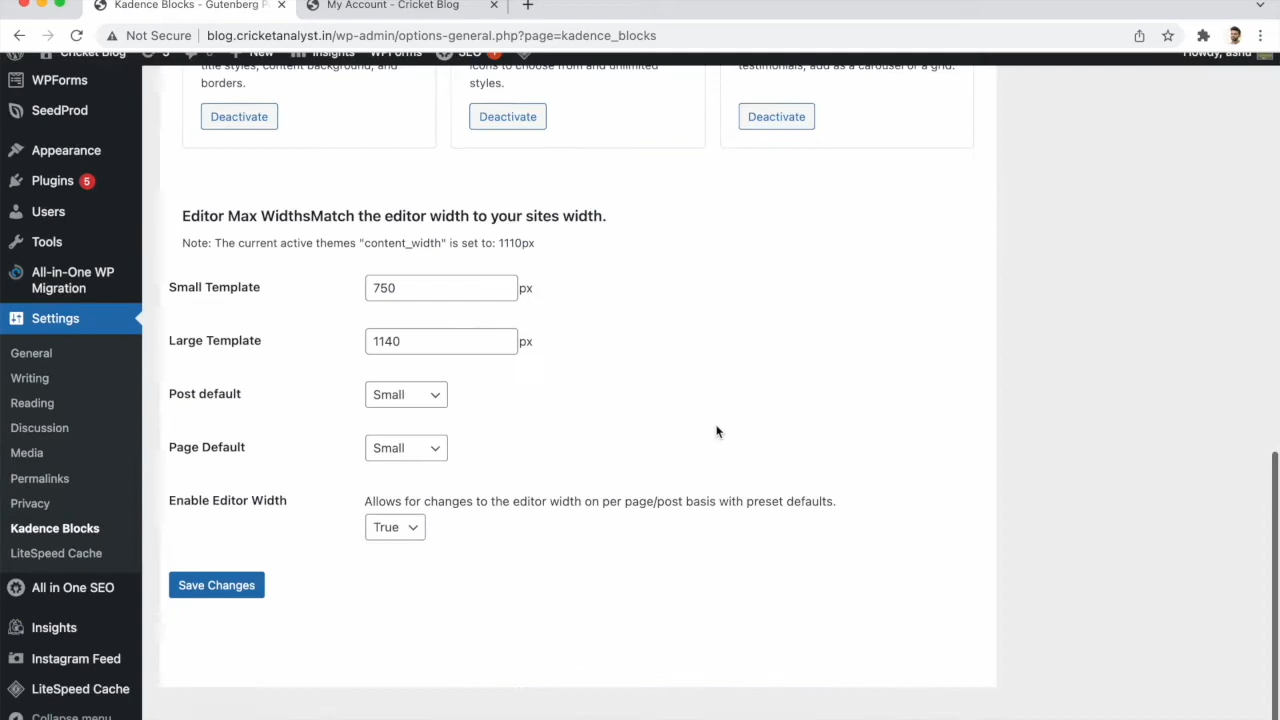 Kadence Blocks - Gutenberg P
My Account - Cricket Blog
Not Secure
blog.cricketanalyst.in/wp-admin/options-general.php?page=kadence_blocks
Cricket Blog
5
New
Insights
WPForms
SEO
Howdy, ashu
WPForms
SeedProd
Appearance
Plugins 5
Users
Tools
All-in-One WP
Migration
Settings
General
Writing
Reading
Discussion
Media
Permalinks
Privacy
Kadence Blocks
LiteSpeed Cache
All in One SEO
Insights
Instagram Feed
LiteSpeed Cache
Collapse menu
title styles, content background, and
borders.
Deactivate
icons to choose from and unlimited
styles.
Deactivate
testimonials, add as a carousel or a grid.
Deactivate
Editor Max WidthsMatch the editor width to your sites width.
Note: The current active themes "content_width" is set to: 1110px
Small Template
750
px
Large Template
1140
px
Post default
Small
Page Default
Small
Enable Editor Width
Allows for changes to the editor width on per page/post basis with preset defaults.
True
Save Changes